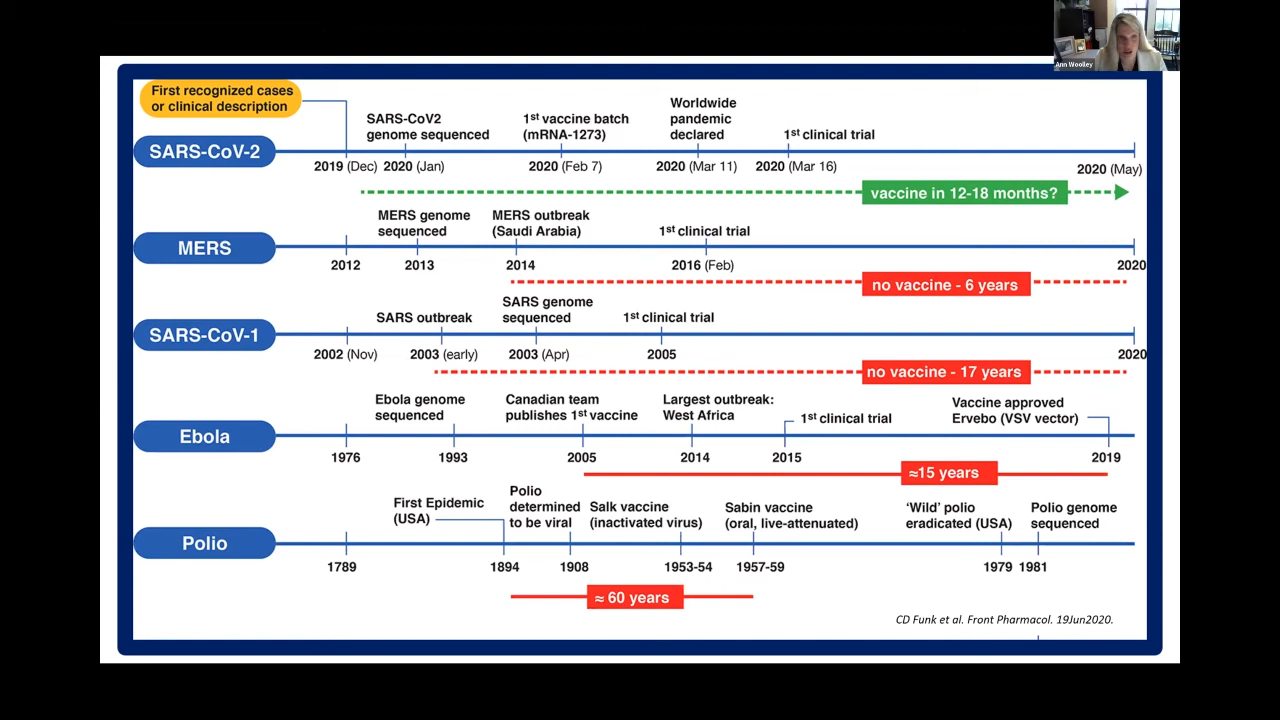 Ann Woolley
First recognized cases
or clinical description
SARS-CoV-2
SARS-CoV2
genome sequenced
1st vaccine batch
(mRNA-1273)
Worldwide
pandemic
declared
1st clinical trial
2019 (Dec) 2020 (Jan) 2020 (Feb 7) 2020 (Mar 11) 2020 (Mar 16) 2020 (May)
vaccine in 12-18 months?
MERS
MERS genome
sequenced
MERS outbreak
(Saudi Arabia)
1st clinical trial
2012 2013 2014 2016 (Feb) 2020
no vaccine - 6 years
SARS-CoV-1
SARS outbreak
SARS genome
sequenced
1st clinical trial
2002 (Nov) 2003 (early) 2003 (Apr) 2005 2020
no vaccine - 17 years
Ebola
Ebola genome
sequenced
Canadian team
publishes 1st vaccine
Largest outbreak:
West Africa
1st clinical trial
Vaccine approved
Ervebo (VSV vector)
1976 1993 2005 2014 2015 2019
≈15 years
Polio
First Epidemic
(USA)
Polio
determined
to be viral
Salk vaccine
(inactivated virus)
Sabin vaccine
(oral, live-attenuated)
‘Wild’ polio
eradicated (USA)
Polio genome
sequenced
1789 1894 1908 1953-54 1957-59 1979 1981
≈ 60 years
CD Funk et al. Front Pharmacol. 19Jun2020.